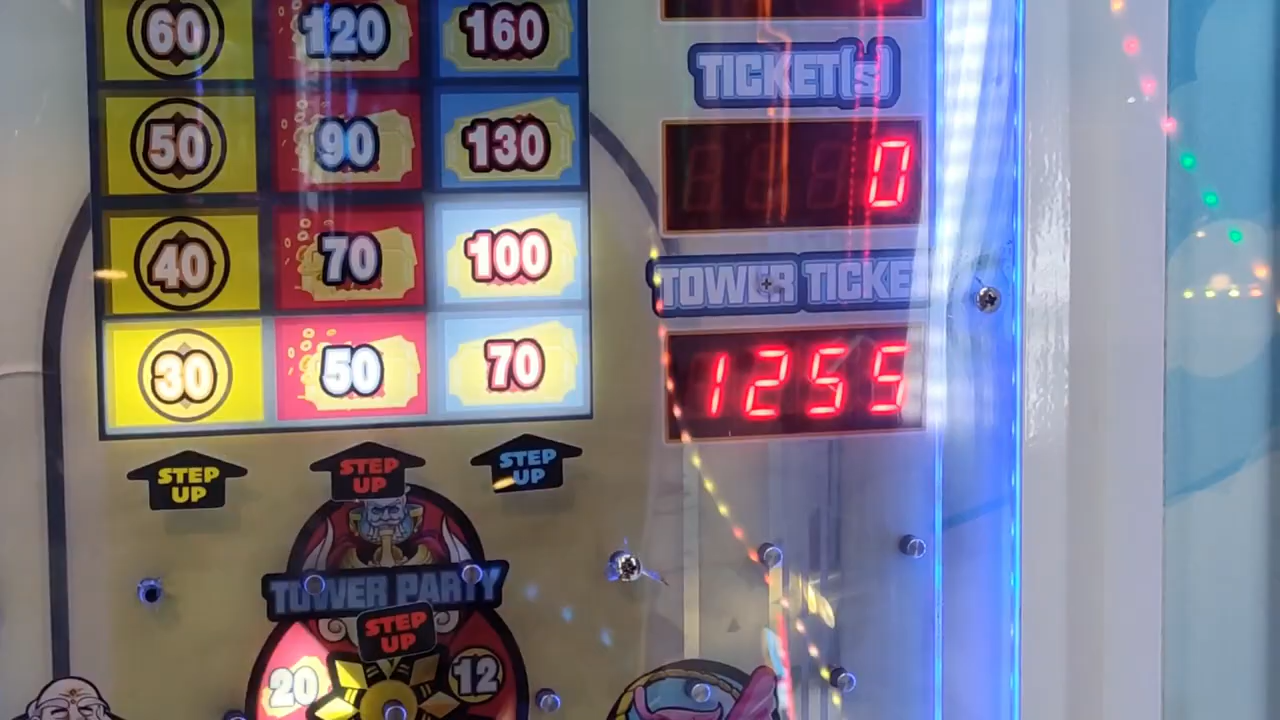 60 120 160
TICKET(s)
50 90 130
0
40 70 100
TOWER TICKE
30 50 70
1255
STEP UP
STEP UP
STEP UP
TOWER PARTY
STEP UP
20 12